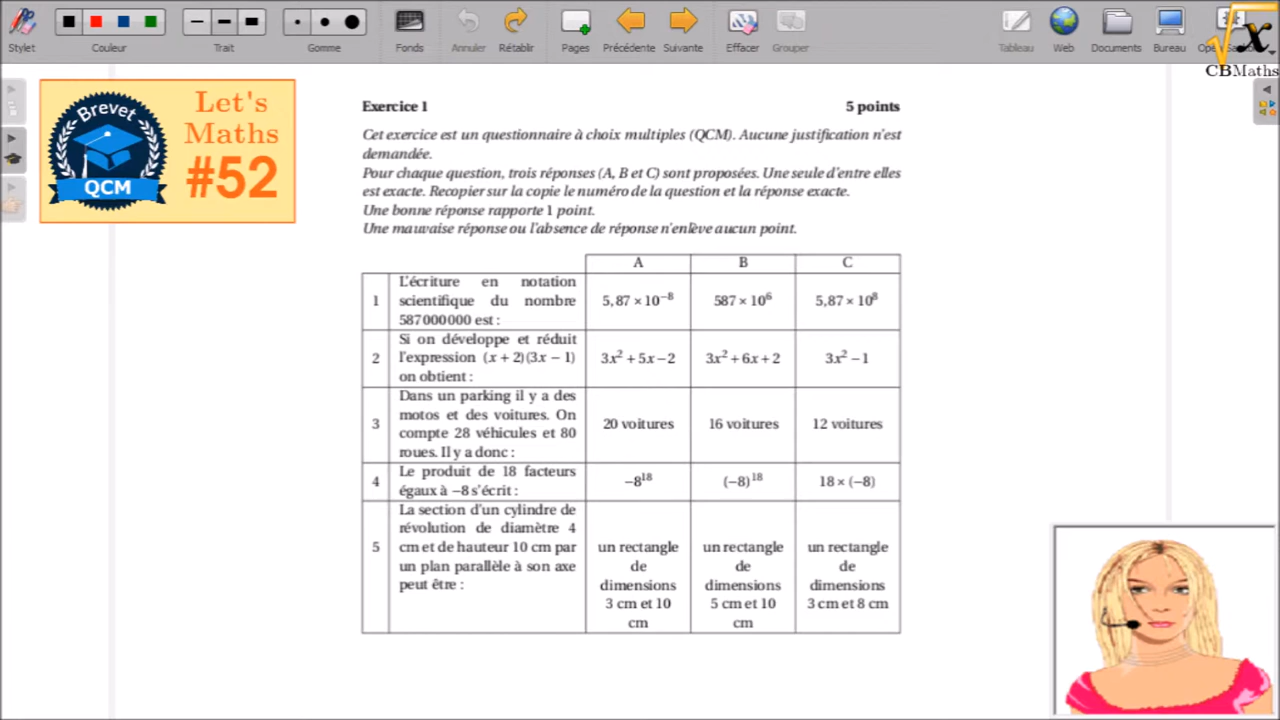 Stylet
Couleur
Trait
Gomme
Fonds
Annuler
Rétablir
Pages
Précédente
Suivante
Effacer
Grouper
Tableau
Web
Documents
Bureau
x
CBMaths
Brevet
QCM
Let's
Maths
#52
Exercice 1 5 points
Cet exercice est un questionnaire à choix multiples (QCM). Aucune justification n'est
demandée.
Pour chaque question, trois réponses (A, B et C) sont proposées. Une seule d'entre elles
est exacte. Recopier sur la copie le numéro de la question et la réponse exacte.
Une bonne réponse rapporte 1 point.
Une mauvaise réponse ou l'absence de réponse n'enlève aucun point.
A B C
1
L'écriture en notation
scientifique du nombre
587000000 est :
5,87 × 10⁻⁸
587 × 10⁶
5,87 × 10⁸
2
Si on développe et réduit
l'expression (x + 2)(3x − 1)
on obtient :
3x² + 5x − 2
3x² + 6x + 2
3x² − 1
3
Dans un parking il y a des
motos et des voitures. On
compte 28 véhicules et 80
roues. Il y a donc :
20 voitures
16 voitures
12 voitures
4
Le produit de 18 facteurs
égaux à −8 s'écrit :
−8¹⁸
(−8)¹⁸
18 × (−8)
5
La section d'un cylindre de
révolution de diamètre 4
cm et de hauteur 10 cm par
un plan parallèle à son axe
peut être :
un rectangle
de
dimensions
3 cm et 10
cm
un rectangle
de
dimensions
5 cm et 10
cm
un rectangle
de
dimensions
3 cm et 8 cm